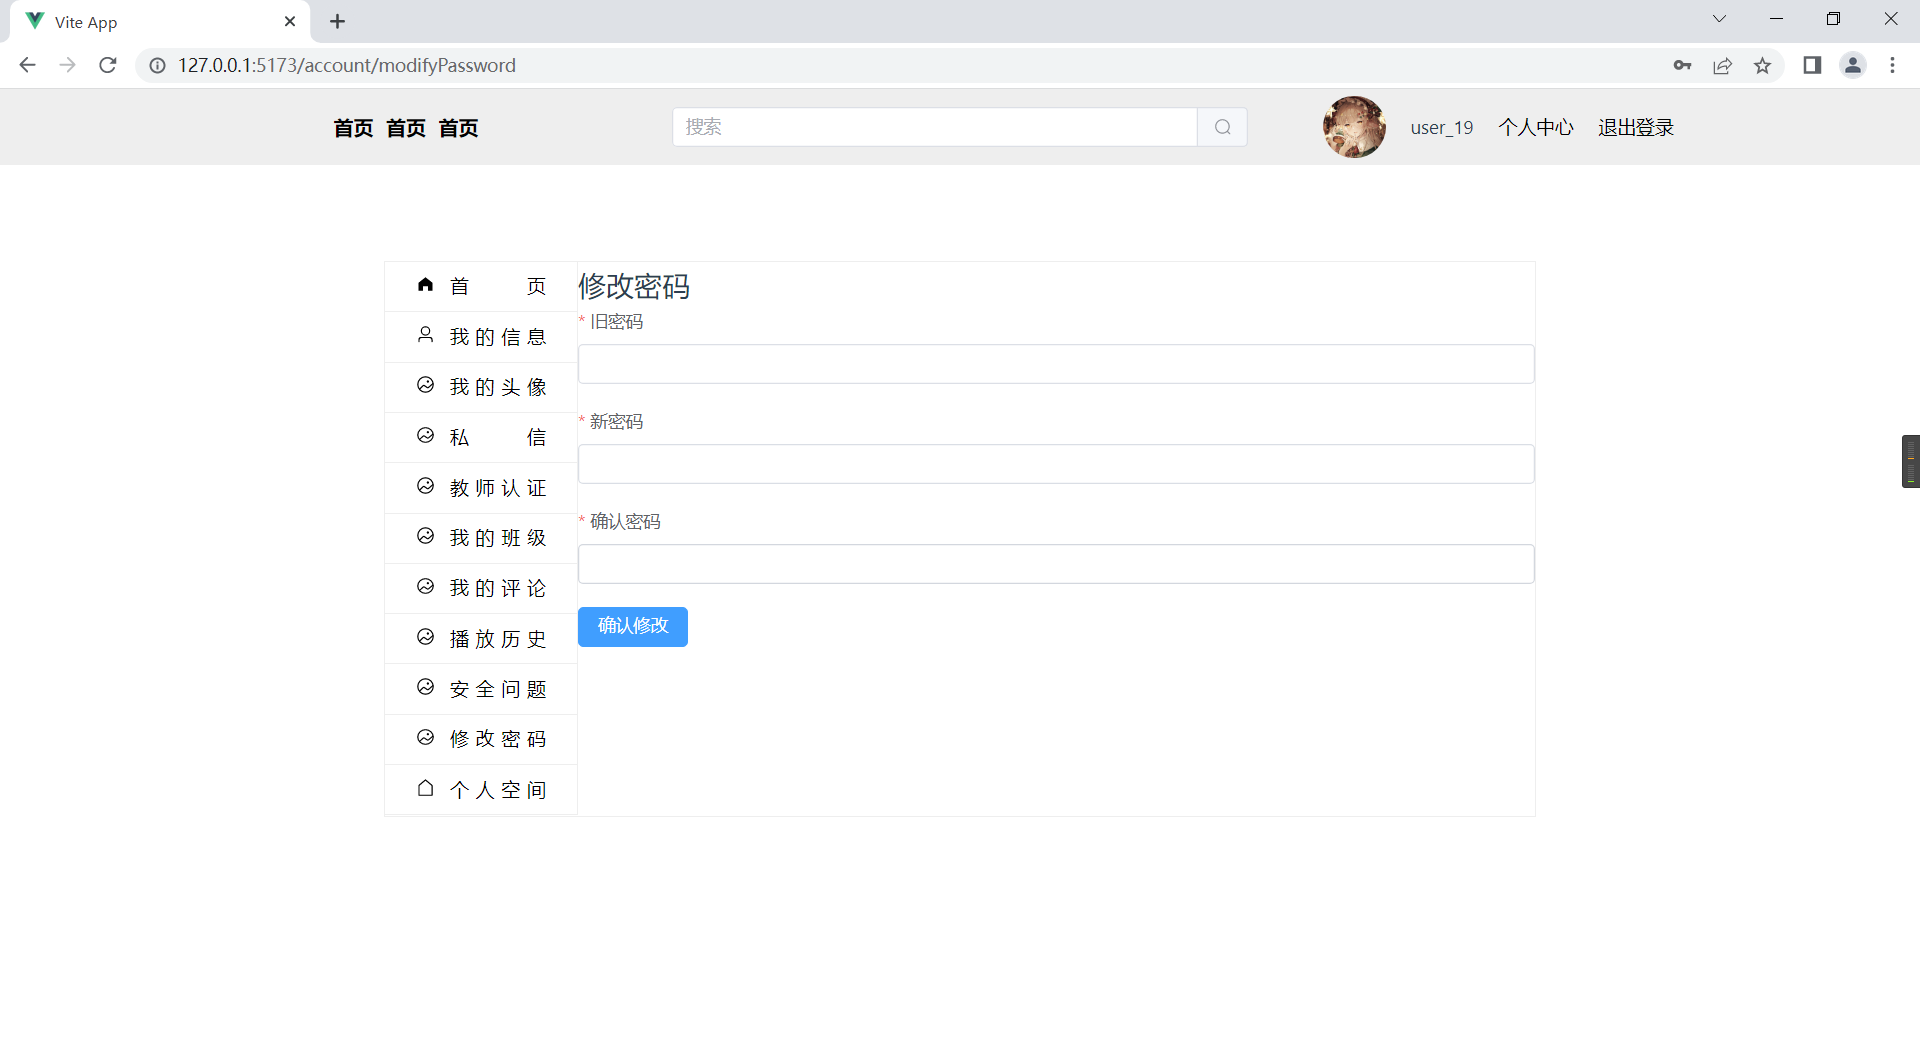 Vite App
127.0.0.1:5173/account/modifyPassword
首页 首页 首页 搜索 user_19 个人中心 退出登录
首 页
我的信息
我的头像
私 信
教师认证
我的班级
我的评论
播放历史
安全问题
修改密码
个人空间
修改密码
* 旧密码
* 新密码
* 确认密码
确认修改